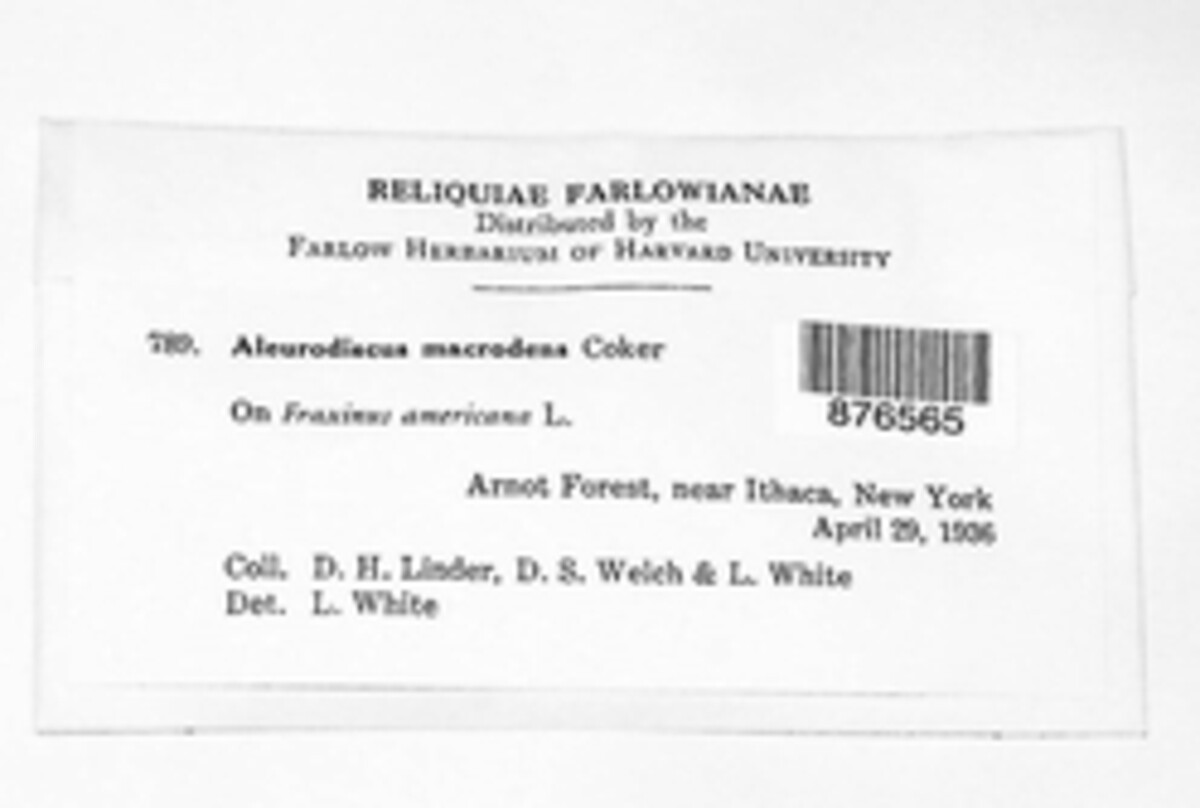 RELIQUIAE FARLOWIANAE
Distributed by the
FARLOW HERBARIUM OF HARVARD UNIVERSITY
789. Aleurodiscus macrodens Coker
876565
On Fraxinus americana L.
Arnot Forest, near Ithaca, New York
April 29, 1936
Coll. D. H. Linder, D. S. Welch & L. White
Det. L. White